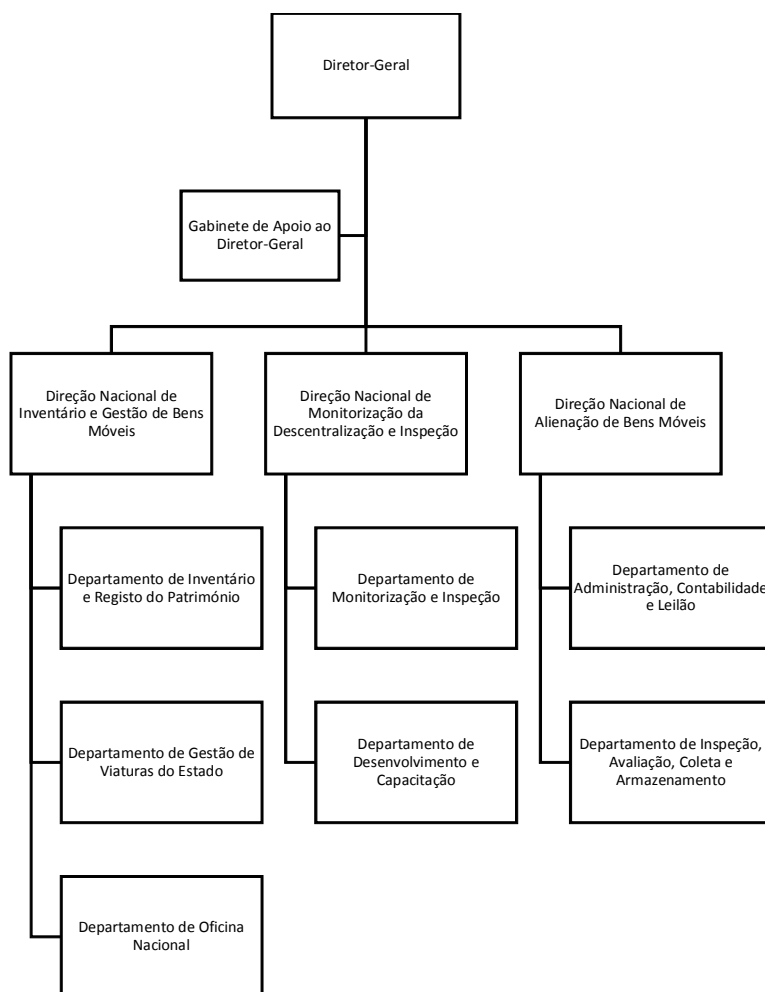 Diretor-Geral
Gabinete de Apoio ao
Diretor-Geral
Direção Nacional de
Inventário e Gestão de Bens
Móveis
Direção Nacional de
Monitorização da
Descentralização e Inspeção
Direção Nacional de
Alienação de Bens Móveis
Departamento de Inventário
e Registo do Património
Departamento de
Monitorização e Inspeção
Departamento de
Administração, Contabilidade
e Leilão
Departamento de Gestão de
Viaturas do Estado
Departamento de
Desenvolvimento e
Capacitação
Departamento de Inspeção,
Avaliação, Coleta e
Armazenamento
Departamento de Oficina
Nacional